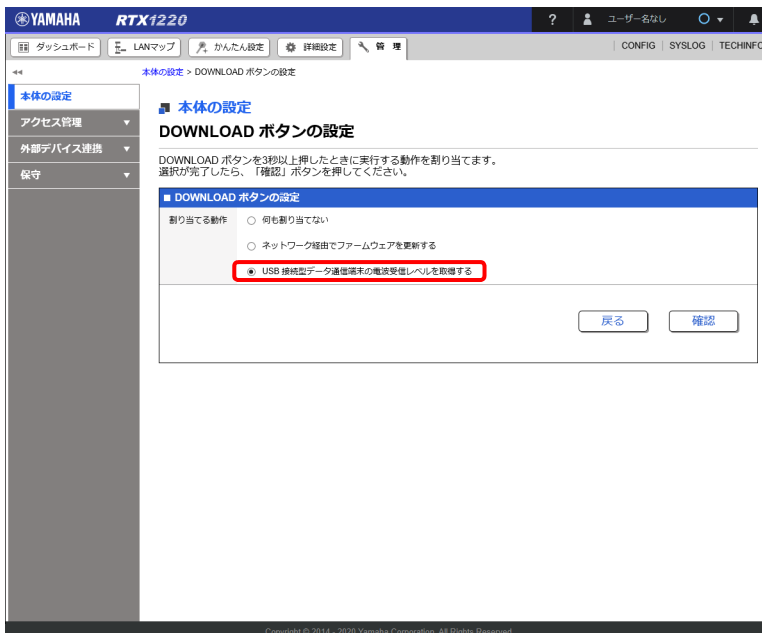 YAMAHA RTX1220 ? ユーザー名なし
ダッシュボード LANマップ かんたん設定 詳細設定 管 理 CONFIG SYSLOG TECHINFO
本体の設定 > DOWNLOAD ボタンの設定
本体の設定
アクセス管理
外部デバイス連携
保守
本体の設定
DOWNLOAD ボタンの設定
DOWNLOAD ボタンを3秒以上押したときに実行する動作を割り当てます。
選択が完了したら、「確認」ボタンを押してください。
■ DOWNLOAD ボタンの設定
割り当てる動作 何も割り当てない
ネットワーク経由でファームウェアを更新する
USB 接続型データ通信端末の電波受信レベルを取得する
戻る 確認
Copyright © 2014 - 2020 Yamaha Corporation. All Rights Reserved.